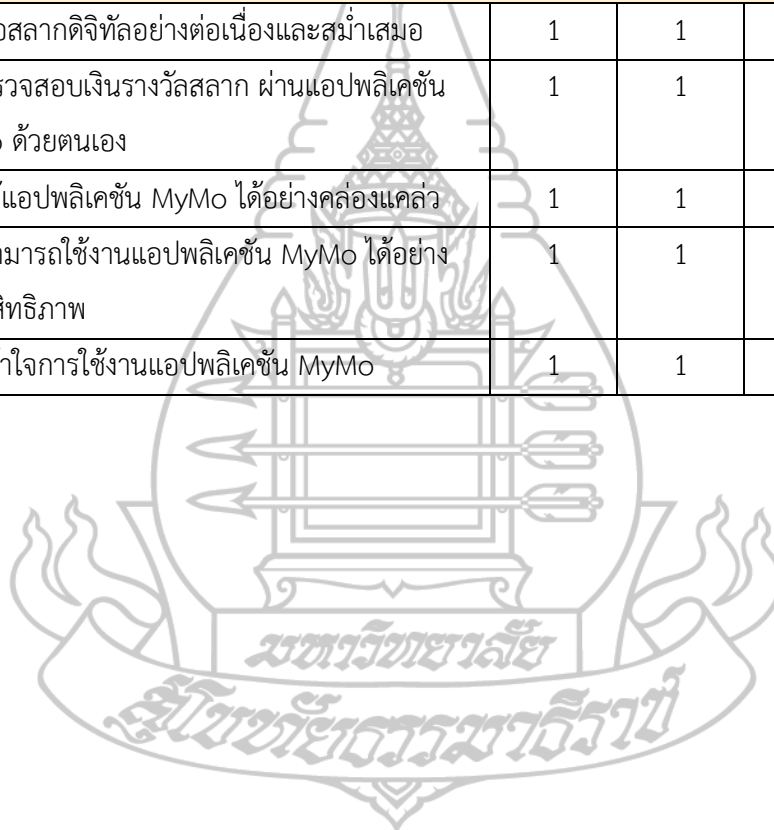 อสลากดิจิทัลอย่างต่อเนื่องและสม่ำเสมอ 1 1
รวจสอบเงินรางวัลสลาก ผ่านแอปพลิเคชัน 1 1
ด้วยตนเอง
แอปพลิเคชัน MyMo ได้อย่างคล่องแคล่ว 1 1
ามารถใช้งานแอปพลิเคชัน MyMo ได้อย่าง 1 1
สิทธิภาพ
าใจการใช้งานแอปพลิเคชัน MyMo 1 1
มหาวิทยาลัย
สุโขทัยธรรมาธิราช